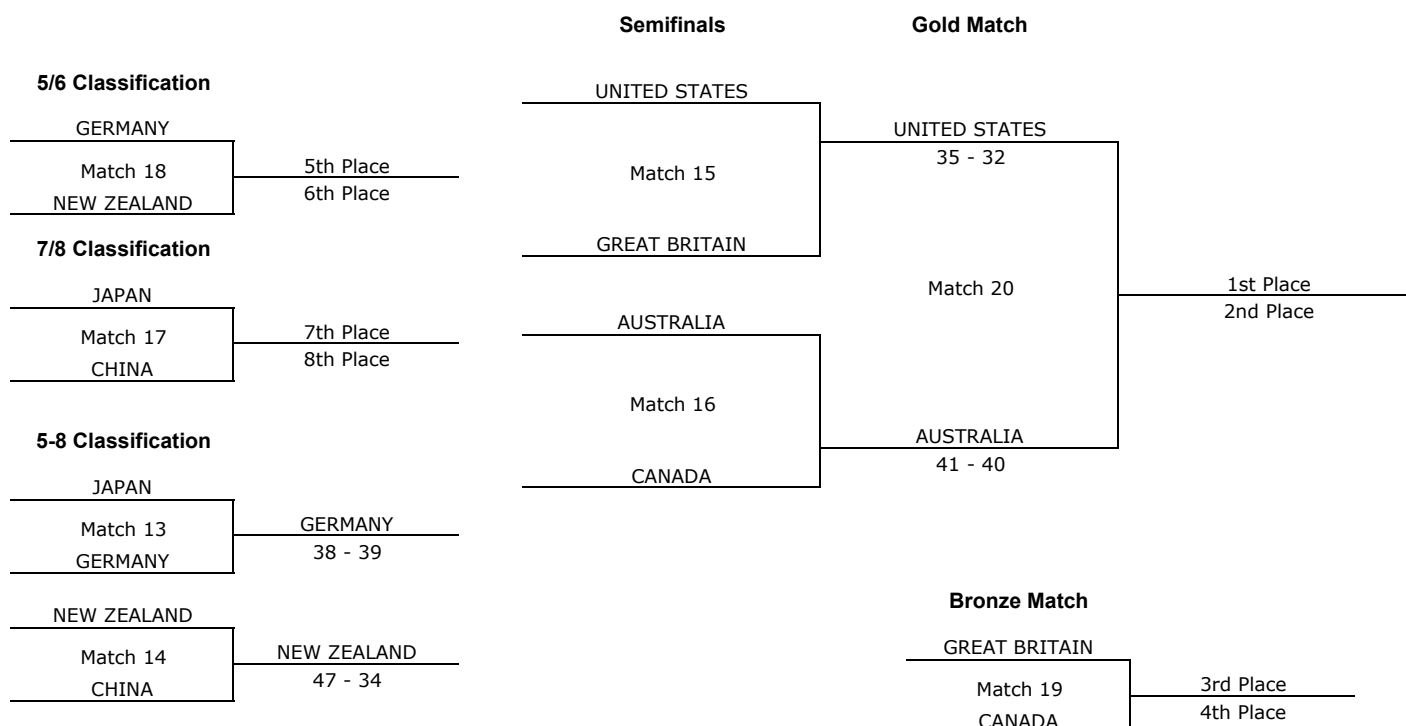 Semifinals
Gold Match
5/6 Classification
GERMANY
Match 18
NEW ZEALAND
5th Place
6th Place
7/8 Classification
JAPAN
Match 17
CHINA
7th Place
8th Place
5-8 Classification
JAPAN
Match 13
GERMANY
GERMANY
38 - 39
NEW ZEALAND
Match 14
CHINA
NEW ZEALAND
47 - 34
UNITED STATES
Match 15
GREAT BRITAIN
AUSTRALIA
Match 16
CANADA
UNITED STATES
35 - 32
Match 20
AUSTRALIA
41 - 40
1st Place
2nd Place
Bronze Match
GREAT BRITAIN
Match 19
CANADA
3rd Place
4th Place